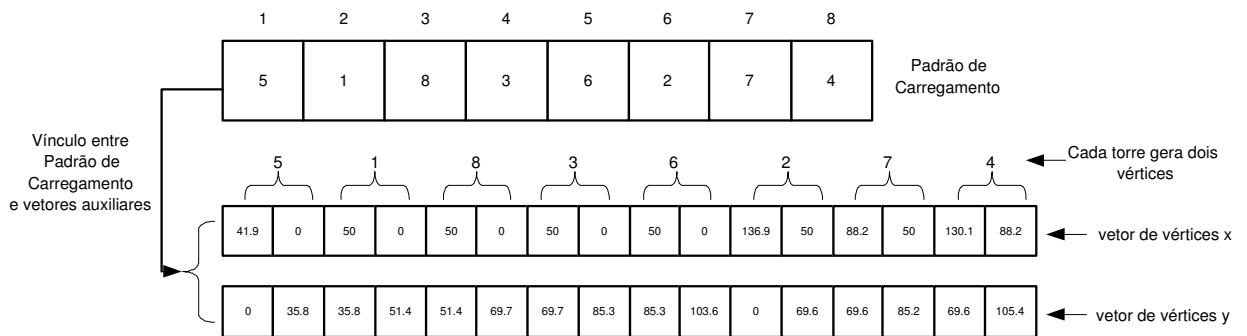 1 2 3 4 5 6 7 8
5 1 8 3 6 2 7 4
Padrão de
Carregamento
Vínculo entre
Padrão de
Carregamento
e vetores auxiliares
5 1 8 3 6 2 7 4
Cada torre gera dois
vértices
41.9 0 50 0 50 0 50 0 50 0 136.9 50 88.2 50 130.1 88.2
vetor de vértices x
0 35.8 35.8 51.4 51.4 69.7 69.7 85.3 85.3 103.6 0 69.6 69.6 85.2 69.6 105.4
vetor de vértices y